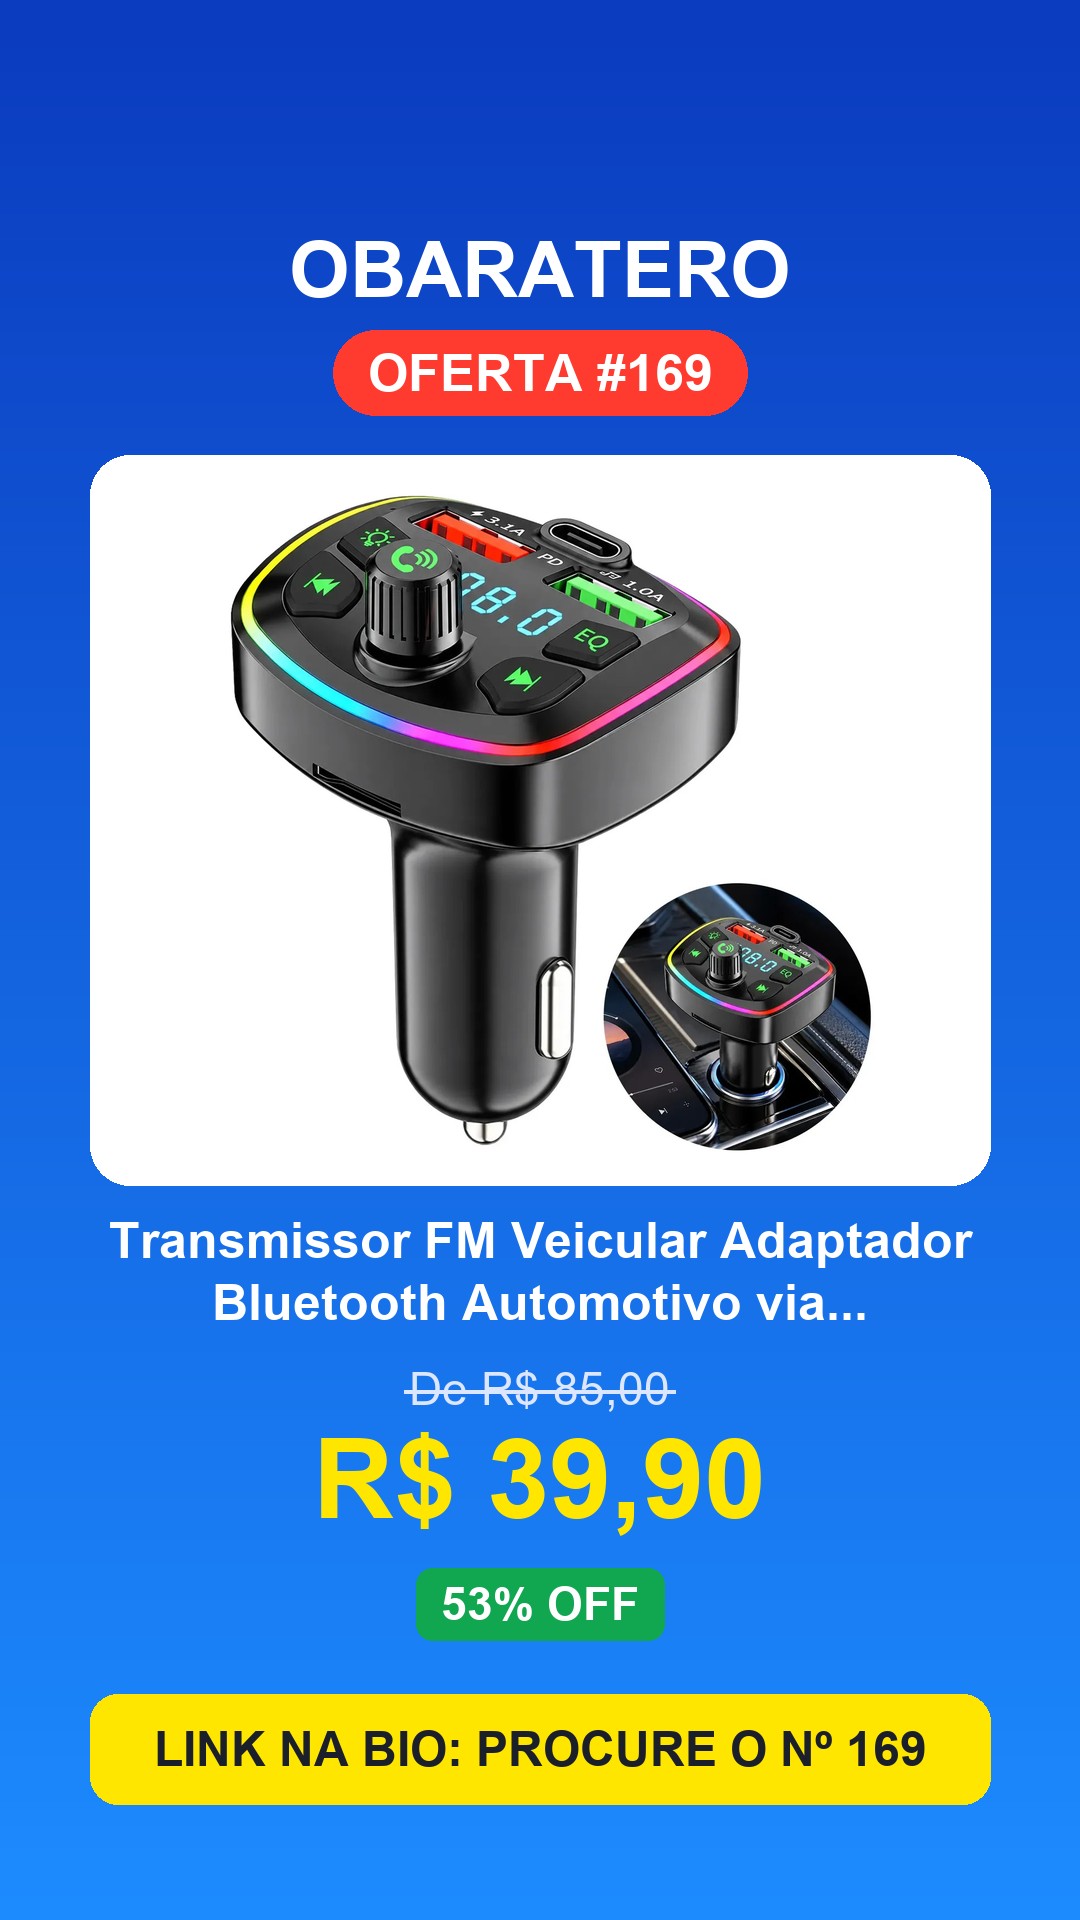 OBARATERO
OFERTA #169
3.1A
PD
1.0A
08.0
EQ
Transmissor FM Veicular Adaptador
Bluetooth Automotivo via...
De R$ 85,00
R$ 39,90
53% OFF
LINK NA BIO: PROCURE O Nº 169